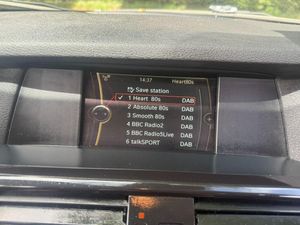 14:37 Heart80s
Save station
1 Heart 80s DAB
2 Absolute 80s DAB
3 Smooth 80s DAB
4 BBC Radio2 DAB
5 BBC Radio5Live DAB
6 talkSPORT DAB